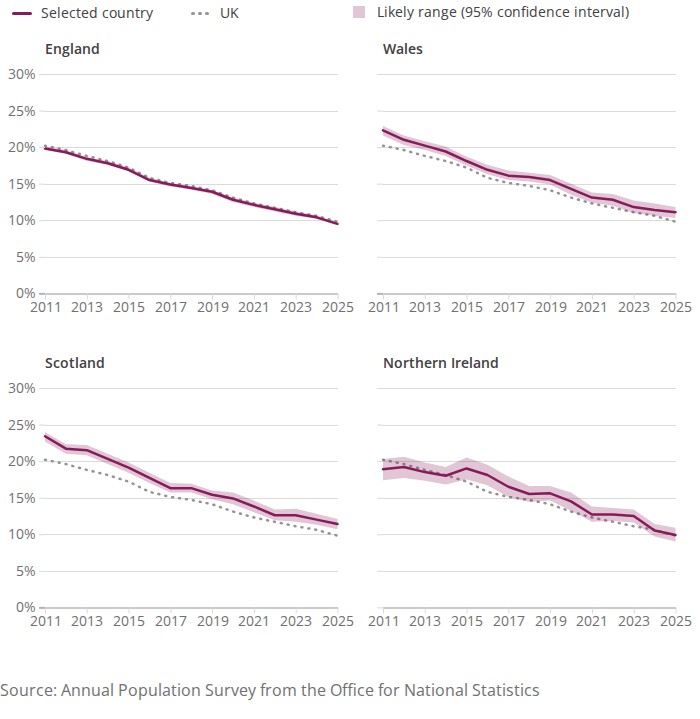 Selected country UK Likely range (95% confidence interval)
England Wales
30%
25%
20%
15%
10%
5%
0%
2011 2013 2015 2017 2019 2021 2023 2025 2011 2013 2015 2017 2019 2021 2023 2025
Scotland Northern Ireland
30%
25%
20%
15%
10%
5%
0%
2011 2013 2015 2017 2019 2021 2023 2025 2011 2013 2015 2017 2019 2021 2023 2025
Source: Annual Population Survey from the Office for National Statistics